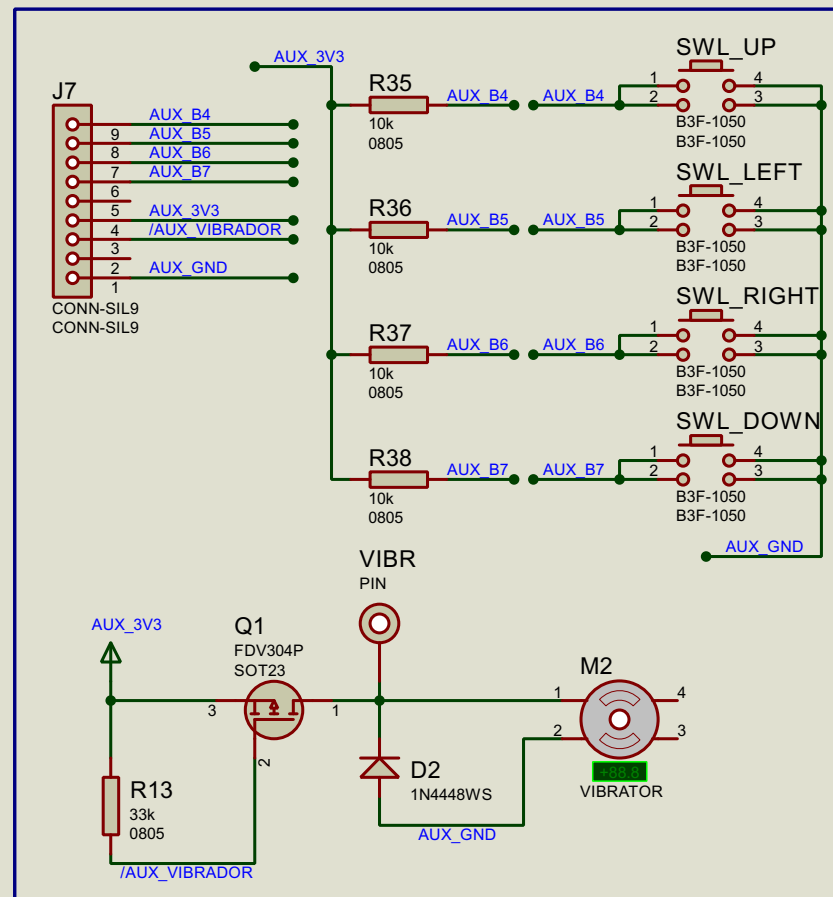 AUX_3V3
J7
AUX_B4
9
AUX_B5
8
AUX_B6
7
AUX_B7
6
5
AUX_3V3
4
/AUX_VIBRADOR
3
2
AUX_GND
1
CONN-SIL9
CONN-SIL9
R35
10k
0805
AUX_B4
AUX_B4
SWL_UP
1
2
4
3
B3F-1050
B3F-1050
R36
10k
0805
AUX_B5
AUX_B5
SWL_LEFT
1
2
4
3
B3F-1050
B3F-1050
R37
10k
0805
AUX_B6
AUX_B6
SWL_RIGHT
1
2
4
3
B3F-1050
B3F-1050
R38
10k
0805
AUX_B7
AUX_B7
SWL_DOWN
1
2
4
3
B3F-1050
B3F-1050
AUX_GND
VIBR
PIN
AUX_3V3
Q1
FDV304P
SOT23
3
1
2
R13
33k
0805
/AUX_VIBRADOR
D2
1N4448WS
AUX_GND
M2
1
2
4
3
+88.8
VIBRATOR